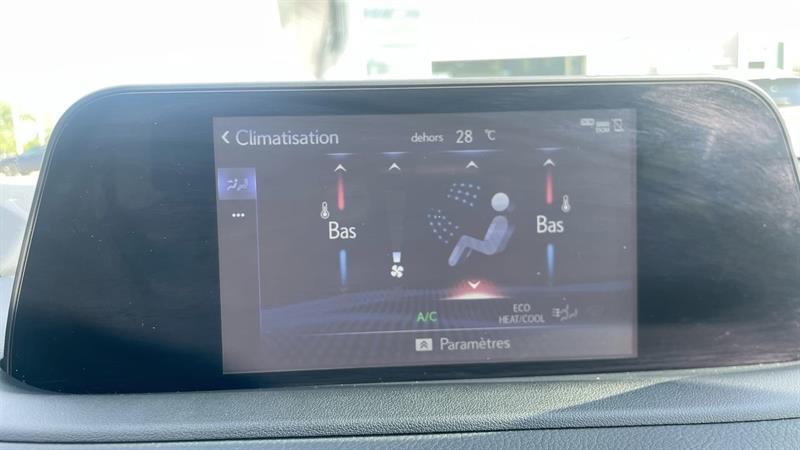 Climatisation
dehors 28 °C
Bas
Bas
A/C
ECO
HEAT/COOL
Paramètres